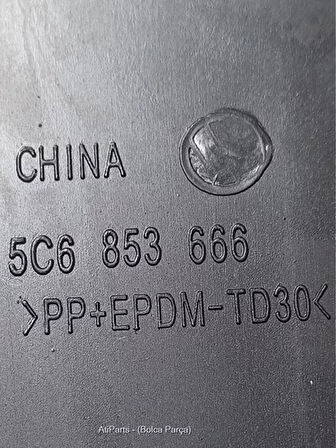 CHINA
5C6 853 666
>PP+EPDM-TD30<
AtiParts - (Bolca Parça)